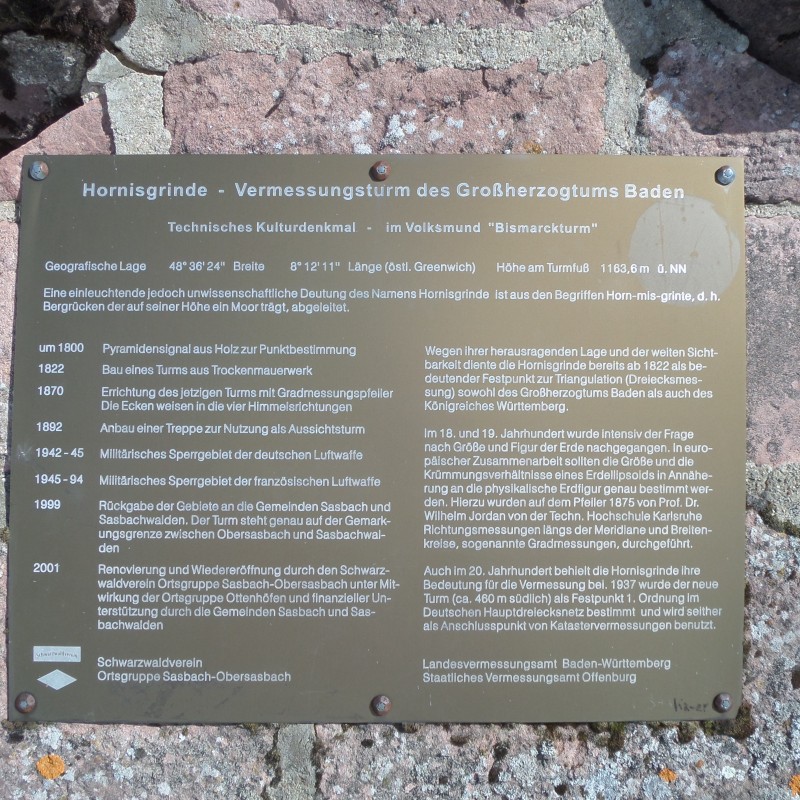 Hornisgrinde - Vermessungsturm des Großherzogtums Baden
Technisches Kulturdenkmal - im Volksmund "Bismarckturm"
Geografische Lage 48° 36' 24" Breite 8° 12' 11" Länge (östl. Greenwich) Höhe am Turmfuß 1163,6 m ü. NN
Eine einleuchtende jedoch unwissenschaftliche Deutung des Namens Hornisgrinde ist aus den Begriffen Horn-mis-grinte, d. h.
Bergrücken der auf seiner Höhe ein Moor trägt, abgeleitet.
um 1800 Pyramidensignal aus Holz zur Punktbestimmung
1822 Bau eines Turms aus Trockenmauerwerk
1870 Errichtung des jetzigen Turms mit Gradmessungspfeiler
Die Ecken weisen in die vier Himmelsrichtungen
1892 Anbau einer Treppe zur Nutzung als Aussichtsturm
1942 - 45 Militärisches Sperrgebiet der deutschen Luftwaffe
1945 - 94 Militärisches Sperrgebiet der französischen Luftwaffe
1999 Rückgabe der Gebiete an die Gemeinden Sasbach und
Sasbachwalden. Der Turm steht genau auf der Gemark-
ungsgrenze zwischen Obersasbach und Sasbachwal-
den
2001 Renovierung und Wiedereröffnung durch den Schwarz-
waldverein Ortsgruppe Sasbach-Obersasbach unter Mit-
wirkung der Ortsgruppe Ottenhöfen und finanzieller Un-
terstützung durch die Gemeinden Sasbach und Sas-
bachwalden
Schwarzwaldverein
Ortsgruppe Sasbach-Obersasbach
Wegen ihrer herausragenden Lage und der weiten Sicht-
barkeit diente die Hornisgrinde bereits ab 1822 als be-
deutender Festpunkt zur Triangulation (Dreiecksmes-
sung) sowohl des Großherzogtums Baden als auch des
Königreiches Württemberg.
Im 18. und 19. Jahrhundert wurde intensiv der Frage
nach Größe und Figur der Erde nachgegangen. In euro-
päischer Zusammenarbeit sollten die Größe und die
Krümmungsverhältnise eines Erdellipsoids in Annähe-
rung an die physikalische Erdfigur genau bestimmt wer-
den. Hierzu wurden auf dem Pfeiler 1875 von Prof. Dr.
Wilhelm Jordan von der Techn. Hochschule Karlsruhe
Richtungsmessungen längs der Meridiane und Breiten-
kreise, sogenannte Gradmessungen, durchgeführt.
Auch im 20. Jahrhundert behielt die Hornisgrinde ihre
Bedeutung für die Vermessung bei. 1937 wurde der neue
Turm (ca. 460 m südlich) als Festpunkt 1. Ordnung im
Deutschen Hauptdreiecksnetz bestimmt und wird seither
als Anschlusspunkt von Katastervermessungen benutzt.
Landesvermessungsamt Baden-Württemberg
Staatliches Vermessungsamt Offenburg